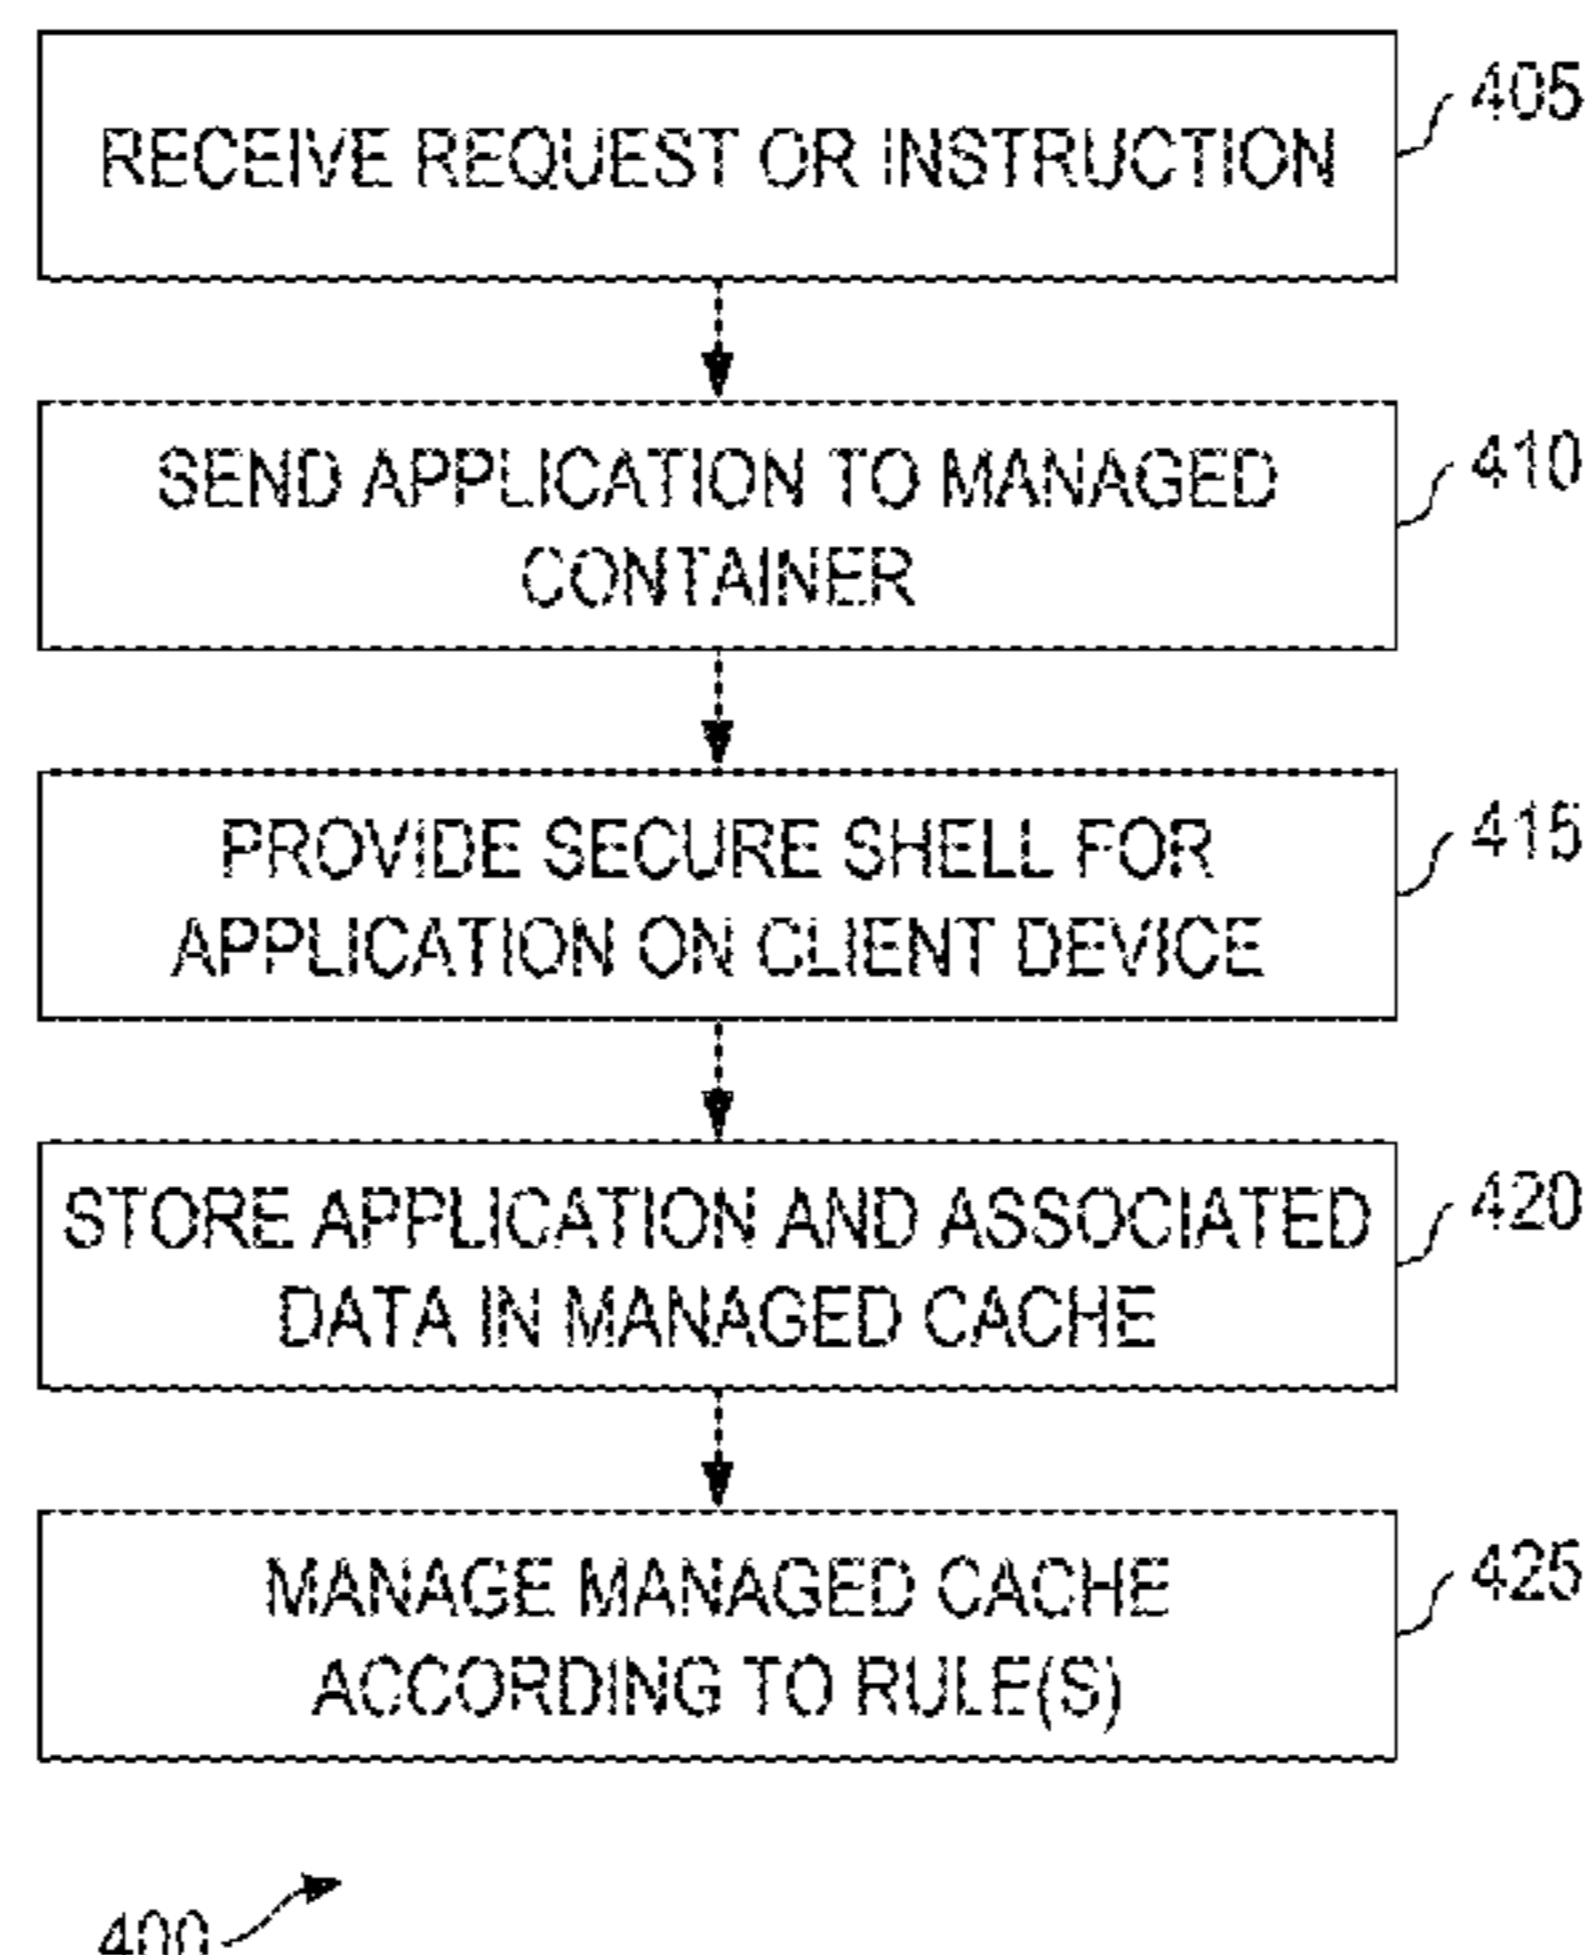 RECEIVE REQUEST OR INSTRUCTION
405
SEND APPLICATION TO MANAGED
CONTAINER
410
PROVIDE SECURE SHELL FOR
APPLICATION ON CLIENT DEVICE
415
STORE APPLICATION AND ASSOCIATED
DATA IN MANAGED CACHE
420
MANAGE MANAGED CACHE
ACCORDING TO RULE(S)
425
400